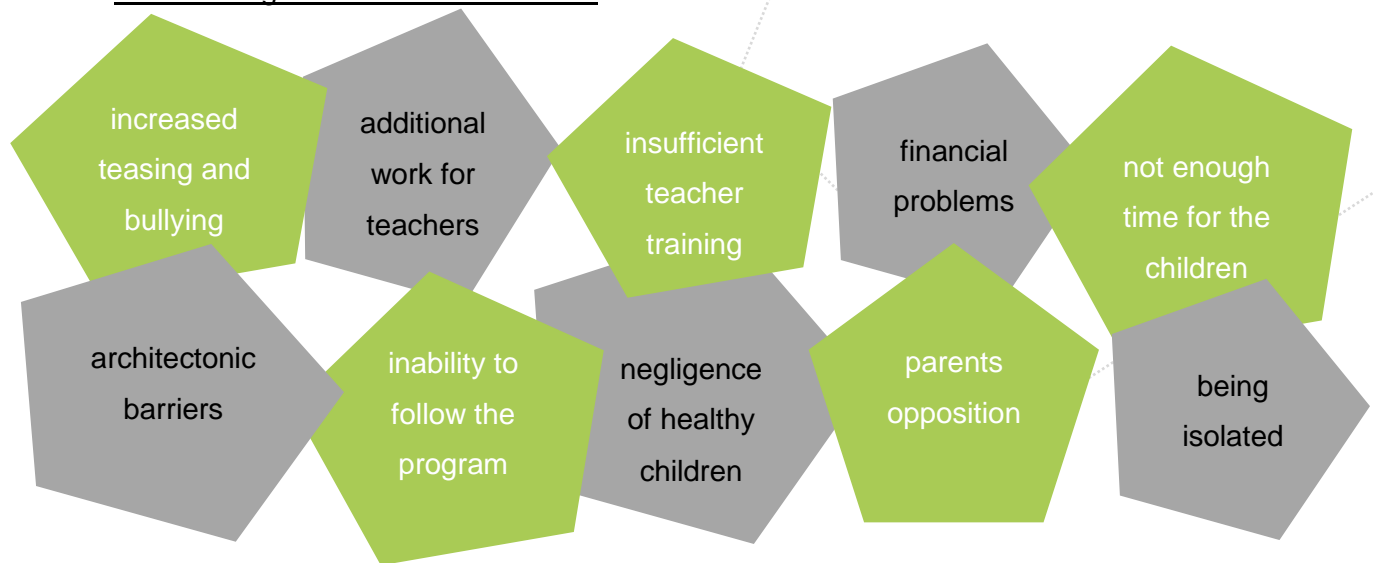 increased
teasing and
bullying
additional
work for
teachers
insufficient
teacher
training
financial
problems
not enough
time for the
children
architectonic
barriers
inability to
follow the
program
negligence
of healthy
children
parents
opposition
being
isolated